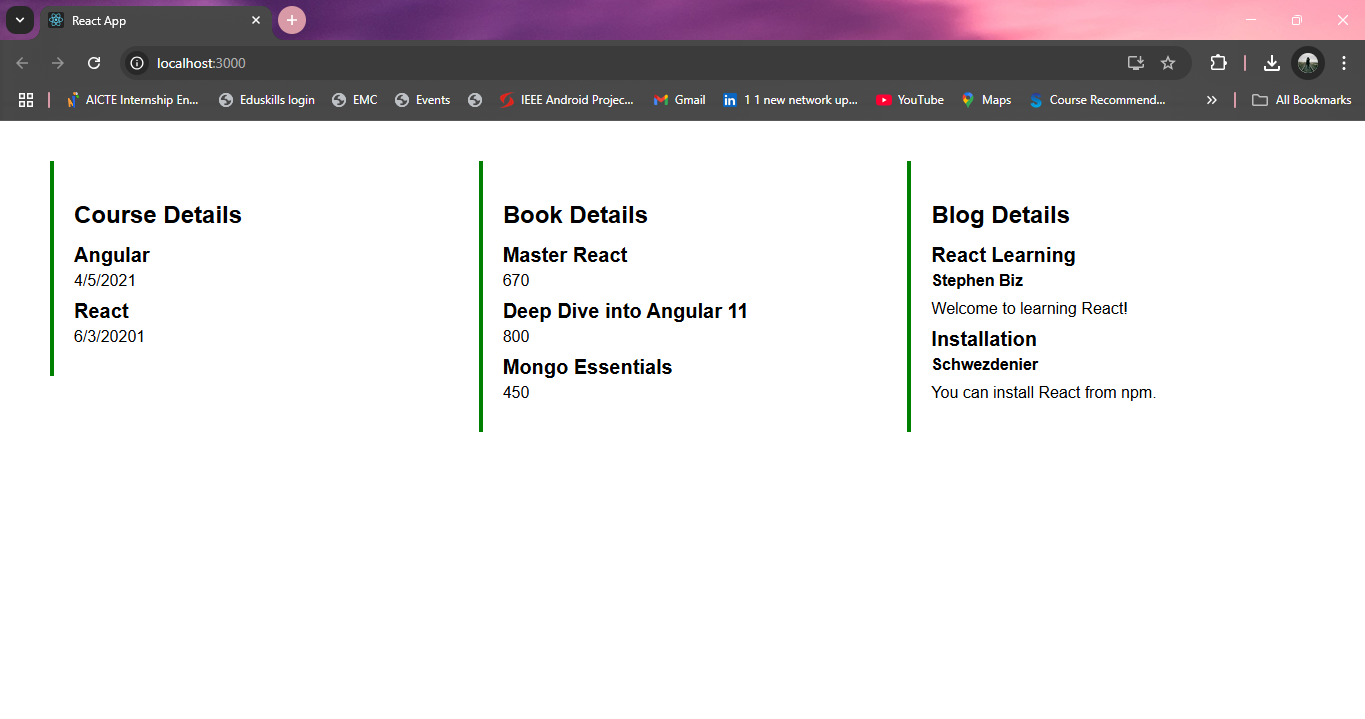 React App
localhost:3000
AICTE Internship En...
Eduskills login
EMC
Events
IEEE Android Projec...
Gmail
1 1 new network up...
YouTube
Maps
Course Recommend...
All Bookmarks
Course Details
Angular
4/5/2021
React
6/3/20201
Book Details
Master React
670
Deep Dive into Angular 11
800
Mongo Essentials
450
Blog Details
React Learning
Stephen Biz
Welcome to learning React!
Installation
Schwezdenier
You can install React from npm.